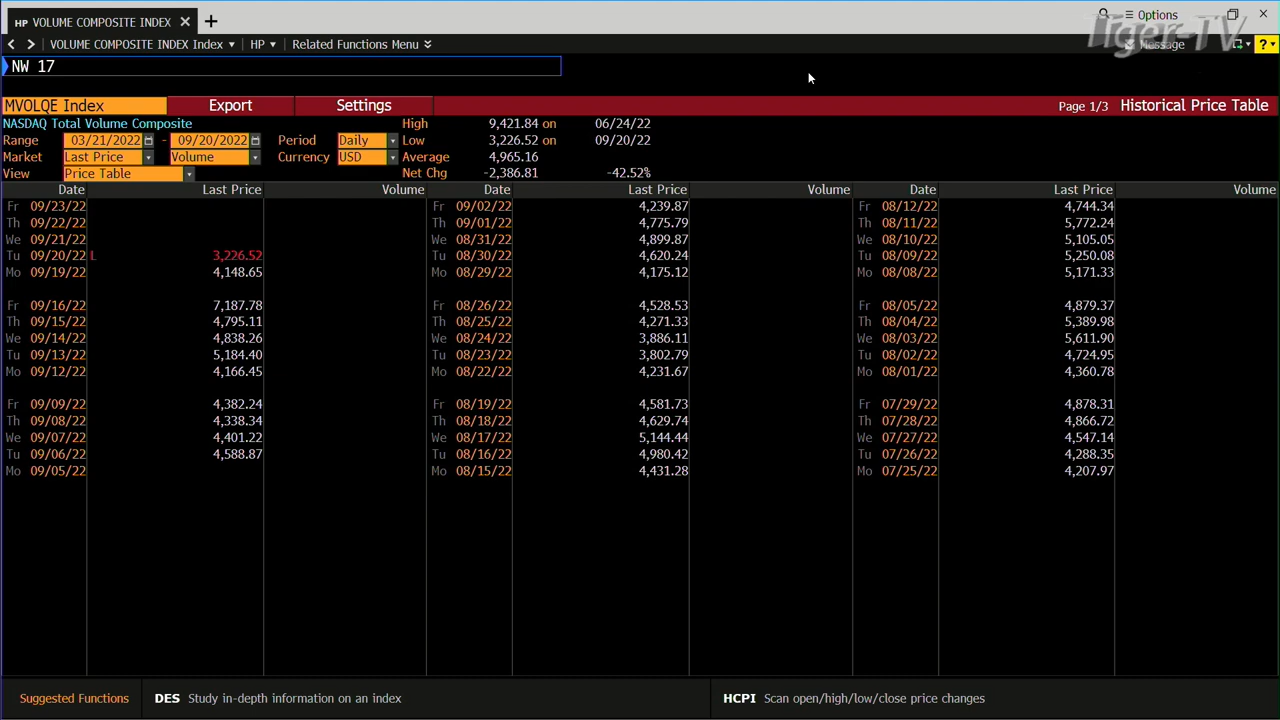 HP VOLUME COMPOSITE INDEX
Options
Tiger-TV
VOLUME COMPOSITE INDEX Index HP Related Functions Menu Message ?
NW 17
MVOLQE Index Export Settings Page 1/3 Historical Price Table
NASDAQ Total Volume Composite High 9,421.84 on 06/24/22
Range 03/21/2022 - 09/20/2022 Period Daily Low 3,226.52 on 09/20/22
Market Last Price Volume Currency USD Average 4,965.16
View Price Table Net Chg -2,386.81 -42.52%
Date Last Price Volume Date Last Price Volume Date Last Price Volume
Fr 09/23/22 Fr 09/02/22 4,239.87 Fr 08/12/22 4,744.34
Th 09/22/22 Th 09/01/22 4,775.79 Th 08/11/22 5,772.24
We 09/21/22 We 08/31/22 4,899.87 We 08/10/22 5,105.05
Tu 09/20/22 L 3,226.52 Tu 08/30/22 4,620.24 Tu 08/09/22 5,250.08
Mo 09/19/22 4,148.65 Mo 08/29/22 4,175.12 Mo 08/08/22 5,171.33
Fr 09/16/22 7,187.78 Fr 08/26/22 4,528.53 Fr 08/05/22 4,879.37
Th 09/15/22 4,795.11 Th 08/25/22 4,271.33 Th 08/04/22 5,389.98
We 09/14/22 4,838.26 We 08/24/22 3,886.11 We 08/03/22 5,611.90
Tu 09/13/22 5,184.40 Tu 08/23/22 3,802.79 Tu 08/02/22 4,724.95
Mo 09/12/22 4,166.45 Mo 08/22/22 4,231.67 Mo 08/01/22 4,360.78
Fr 09/09/22 4,382.24 Fr 08/19/22 4,581.73 Fr 07/29/22 4,878.31
Th 09/08/22 4,338.34 Th 08/18/22 4,629.74 Th 07/28/22 4,866.72
We 09/07/22 4,401.22 We 08/17/22 5,144.44 We 07/27/22 4,547.14
Tu 09/06/22 4,588.87 Tu 08/16/22 4,980.42 Tu 07/26/22 4,288.35
Mo 09/05/22 Mo 08/15/22 4,431.28 Mo 07/25/22 4,207.97
Suggested Functions DES Study in-depth information on an index HCPI Scan open/high/low/close price changes